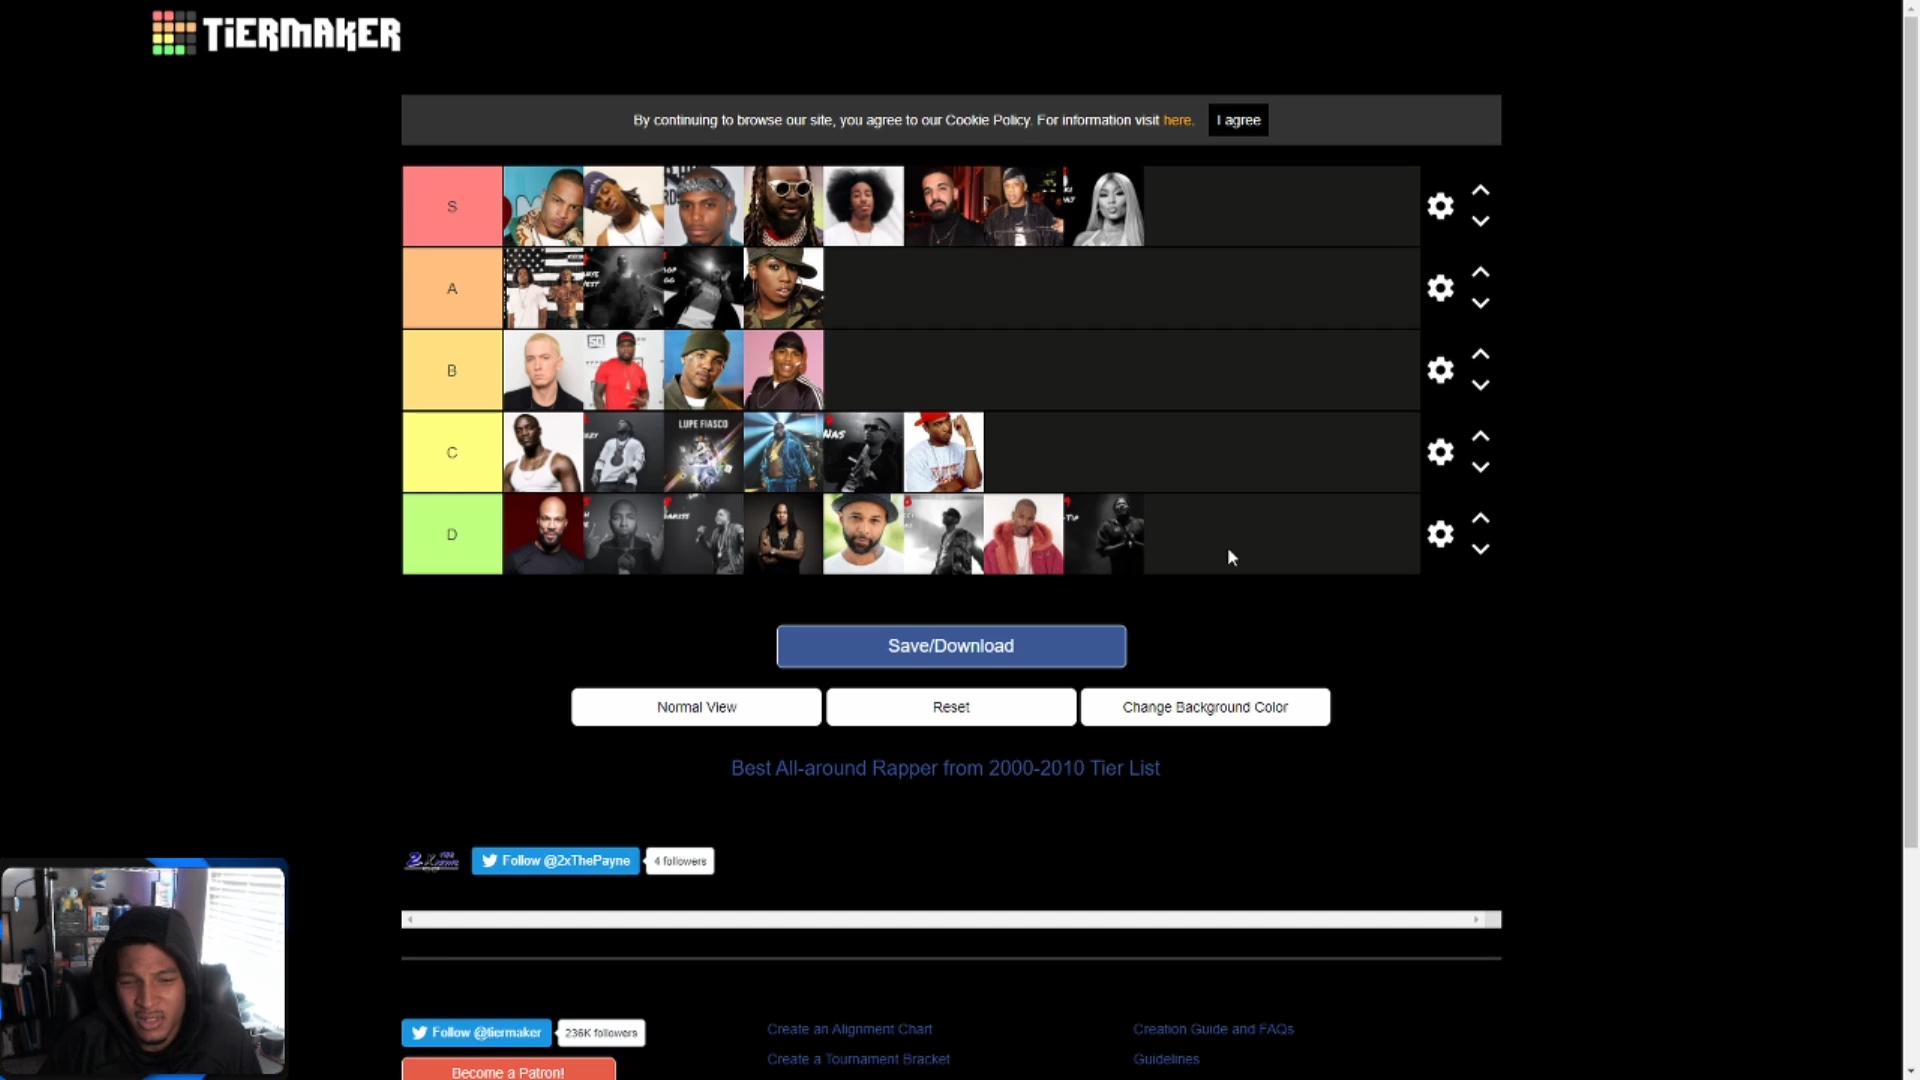 TiERMAKER
By continuing to browse our site, you agree to our Cookie Policy. For information visit here. I agree
S
A
B
50
C
LUPE FIASCO
NAS
D
Save/Download
Normal View
Reset
Change Background Color
Best All-around Rapper from 2000-2010 Tier List
Follow @2xThePayne
4 followers
Follow @tiermaker
236K followers
Create an Alignment Chart
Creation Guide and FAQs
Create a Tournament Bracket
Guidelines
Become a Patron!